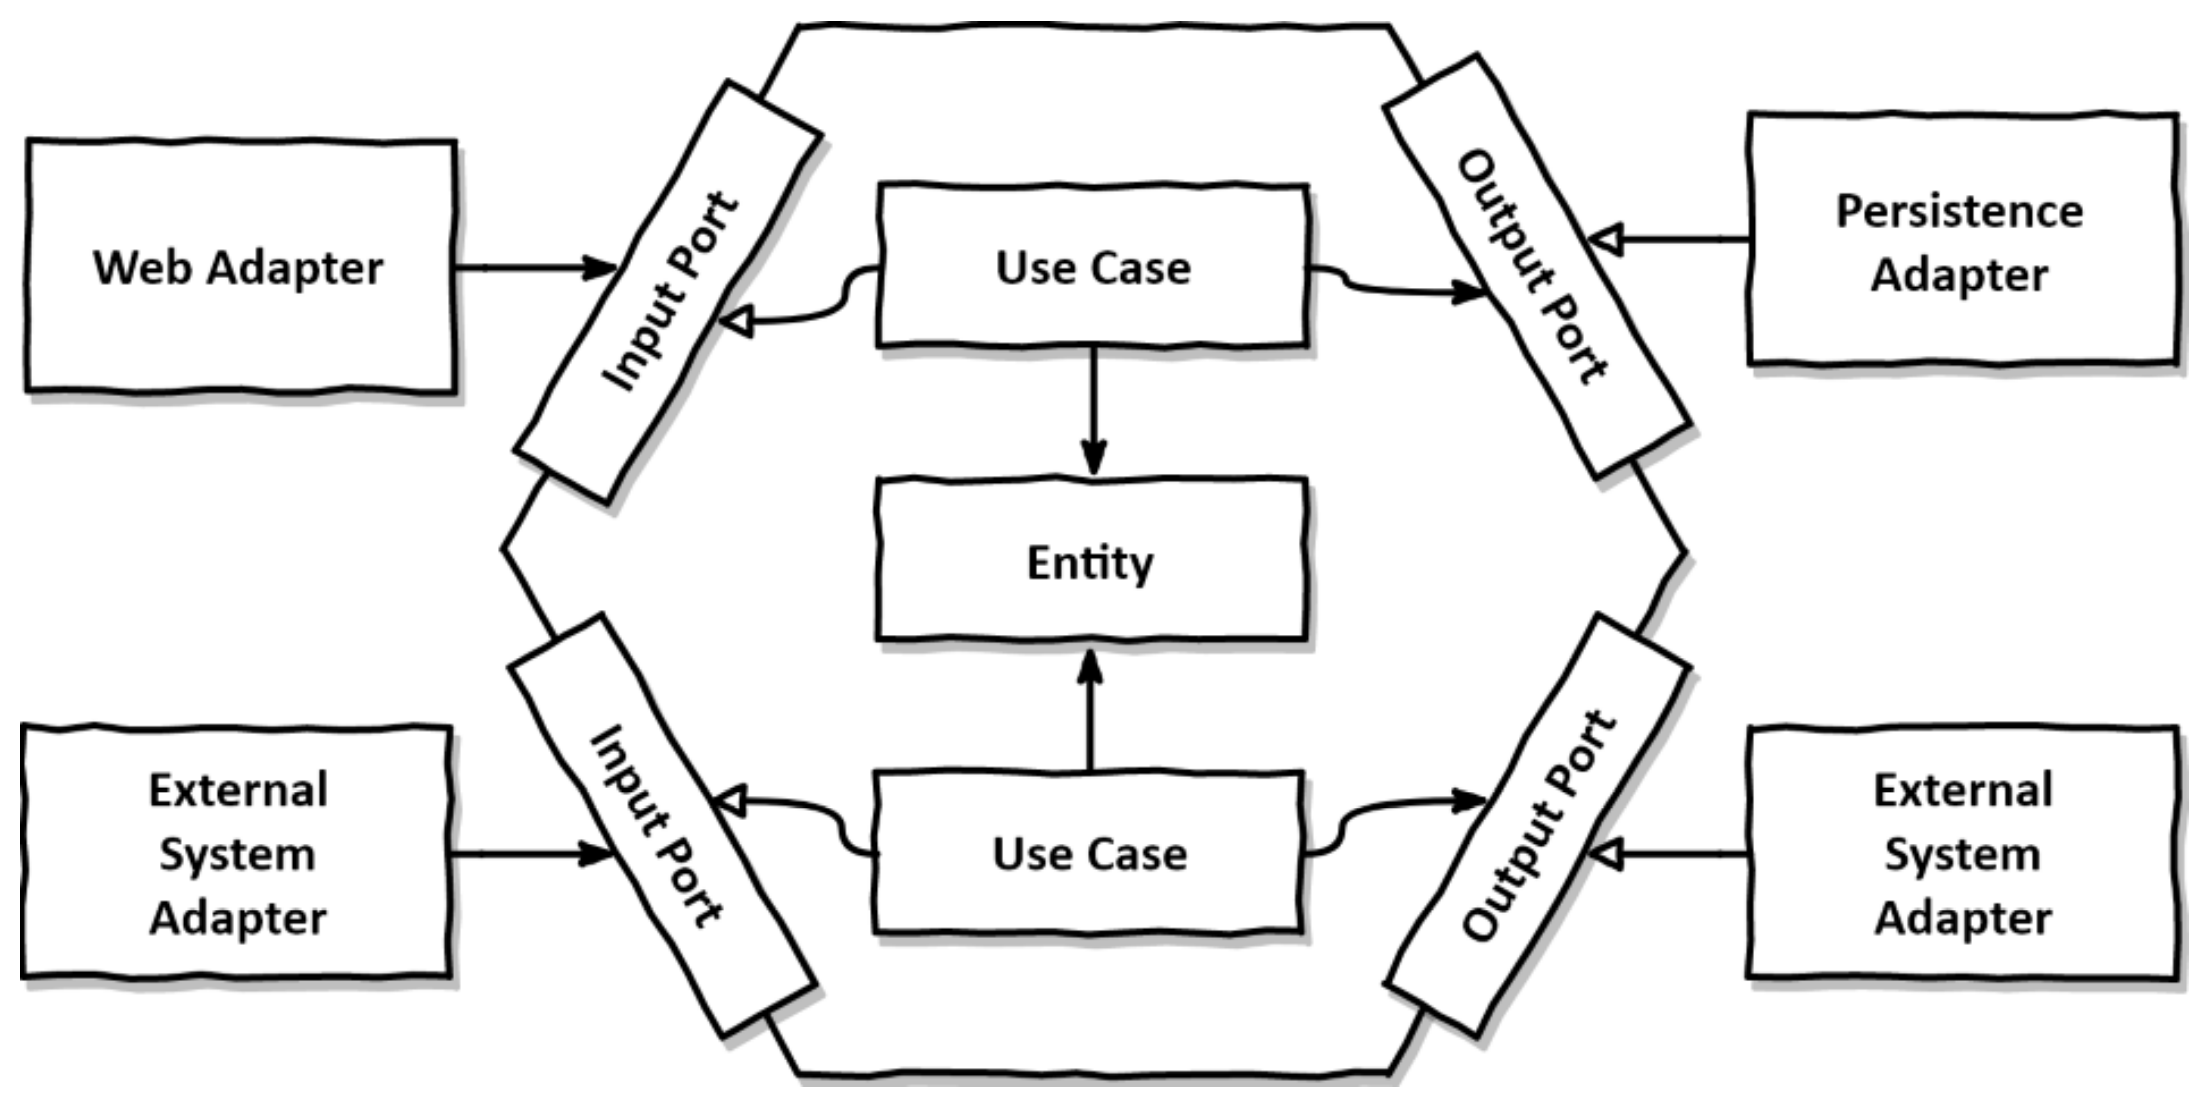 Web Adapter
Input Port
Use Case
Output Port
Persistence
Adapter
Entity
External
System
Adapter
Input Port
Use Case
Output Port
External
System
Adapter